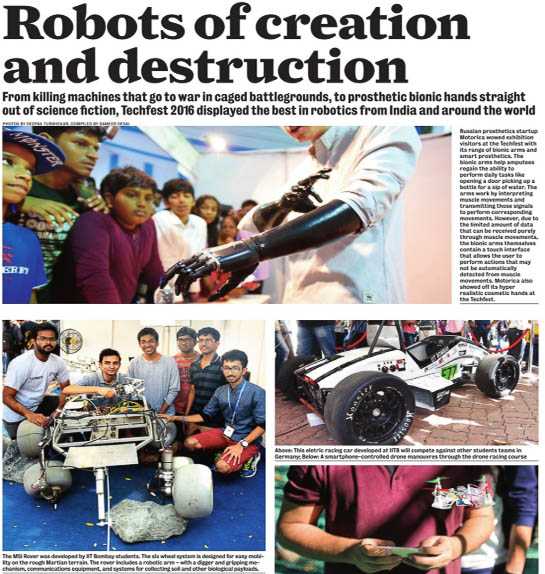 Robots of creation
and destruction
From killing machines that go to war in caged battlegrounds, to prosthetic bionic hands straight
out of science fiction, Techfest 2016 displayed the best in robotics from India and around the world
Russian prosthetics startup
Motorica wowed exhibition
visitors at the Techfest with
its range of bionic arms and
smart prosthetics. The
bionic arms help amputees
regain the ability to
perform daily tasks like
opening a door picking up a
bottle for a sip of water. The
arms work by interpreting
muscle movements and
transmitting those signals
to perform corresponding
movements. However, due to
the limited amount of data
that can be received purely
through muscle movements,
the bionic arms themselves
contain a touch interface
that allows the user to
perform actions that may
not be automatically
detected from muscle
movements. Motorica also
showed off its hyper
realistic cosmetic hands at
the Techfest.
577
Above: This eletric racing car developed at IITB will compete against other students teams in
Germany; Below: A smartphone-controlled drone manouvres through the drone racing course
The MSI Rover was developed by IIT Bombay students. The six wheel system is designed for easy mobi-
lity on the rough Martian terrain. The rover includes a robotic arm – with a digger and gripping me-
chanism, communications equipment, and systems for collecting soil and other biological payloads.